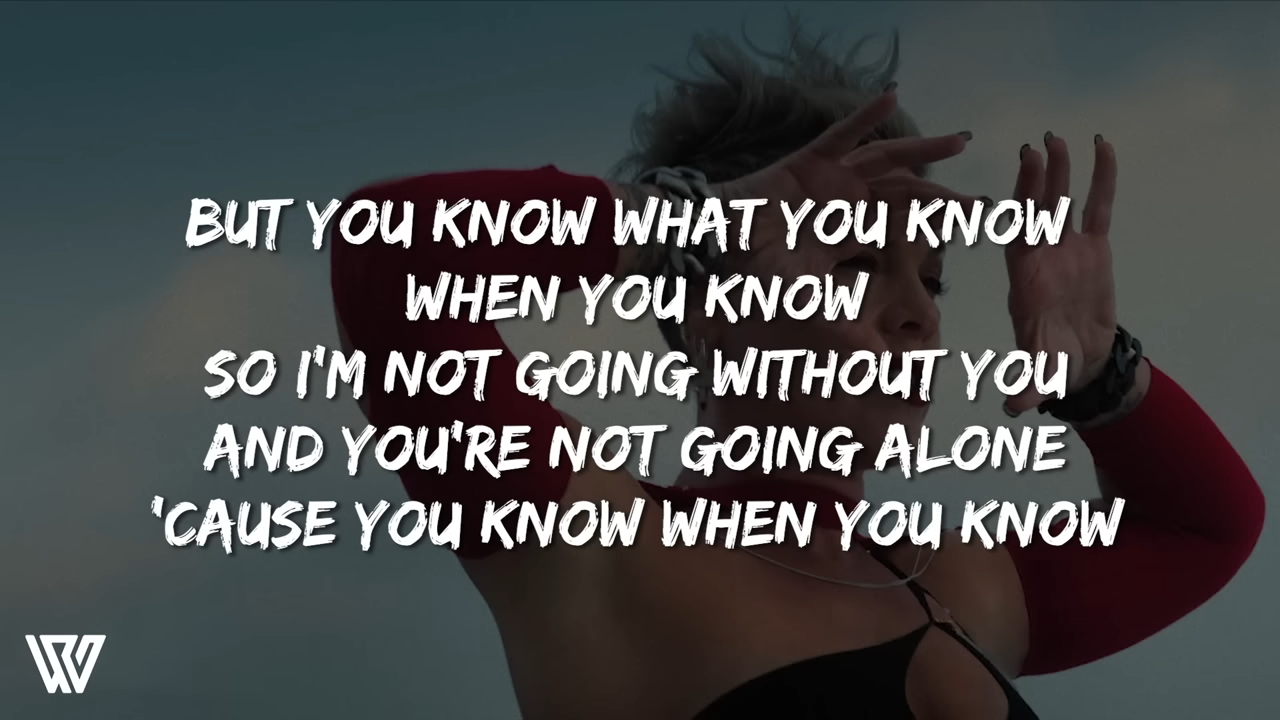 BUT YOU KNOW WHAT YOU KNOW
WHEN YOU KNOW
SO I'M NOT GOING WITHOUT YOU
AND YOU'RE NOT GOING ALONE
'CAUSE YOU KNOW WHEN YOU KNOW